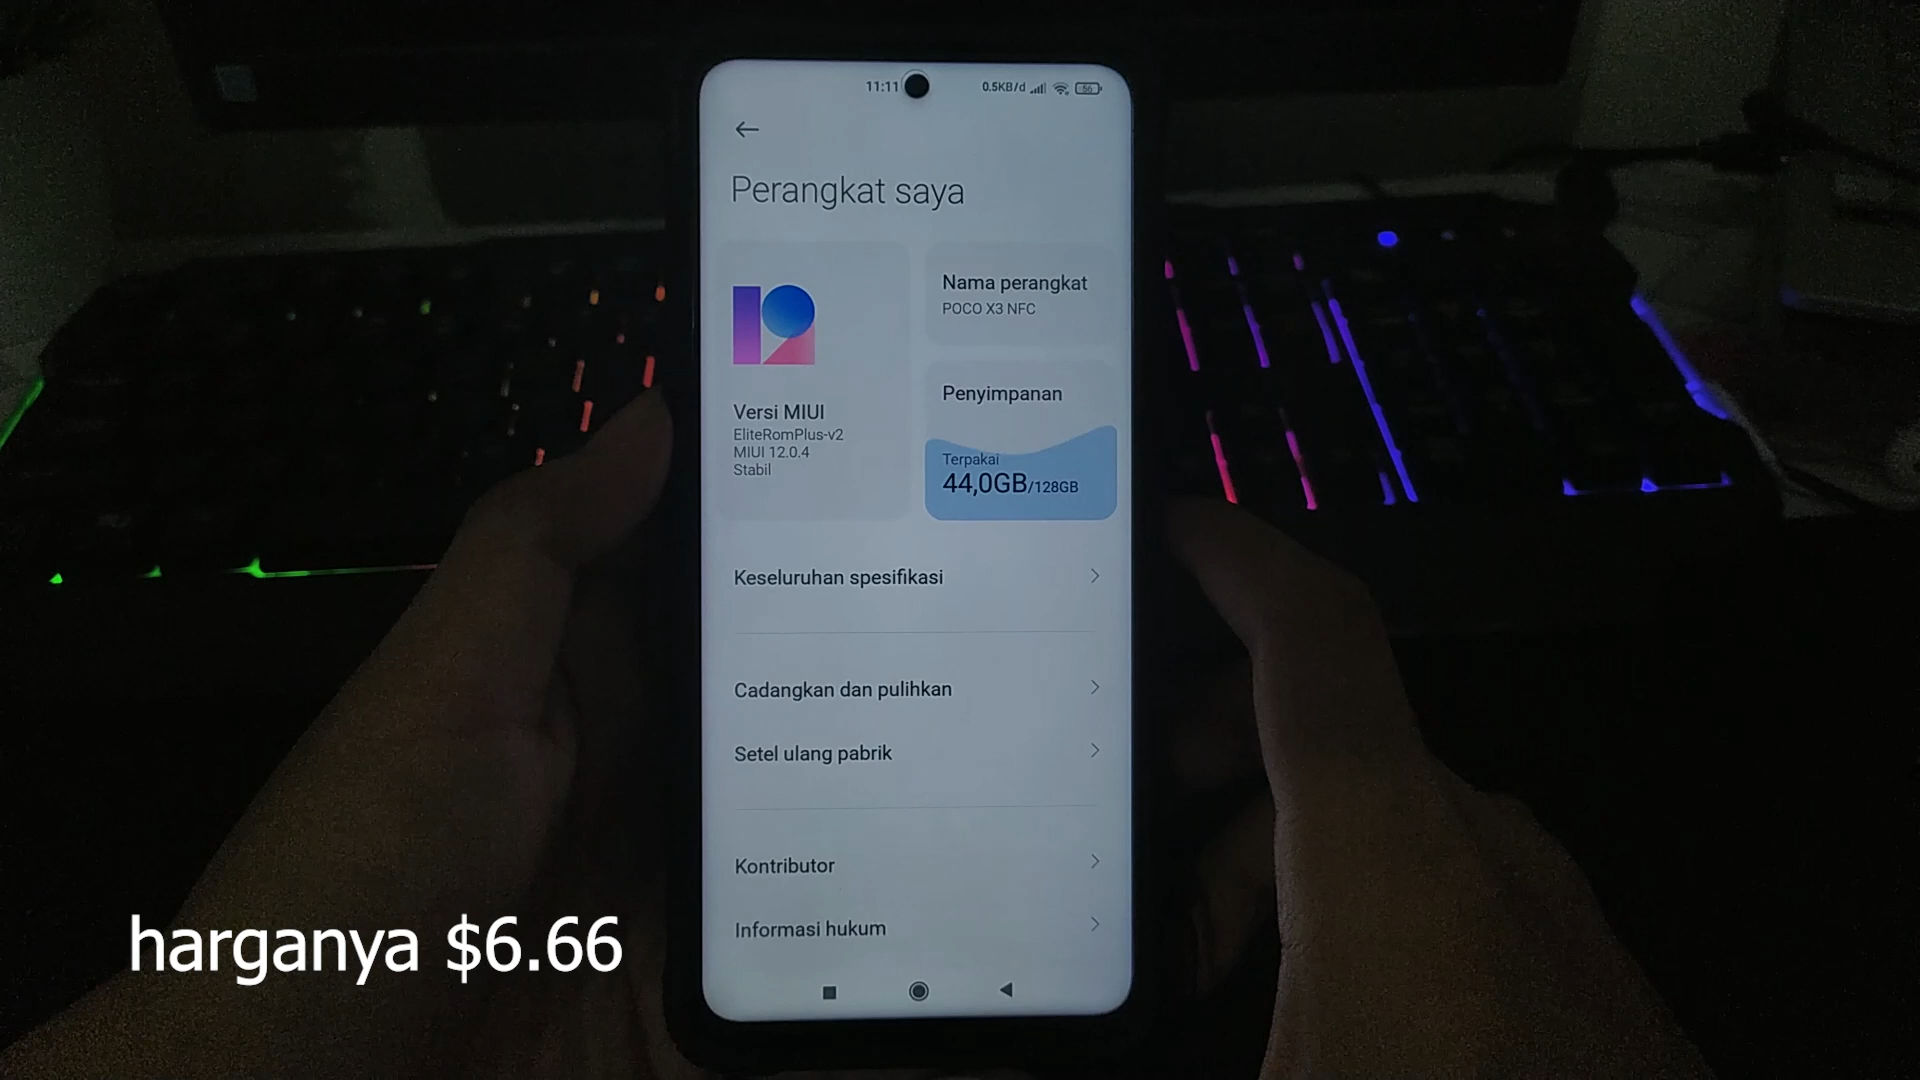 11:11
0.5KB/d
56
Perangkat saya
Versi MIUI
EliteRomPlus-v2
MIUI 12.0.4
Stabil
Nama perangkat
POCO X3 NFC
Penyimpanan
Terpakai
44,0GB/128GB
Keseluruhan spesifikasi
Cadangkan dan pulihkan
Setel ulang pabrik
Kontributor
Informasi hukum
harganya $6.66